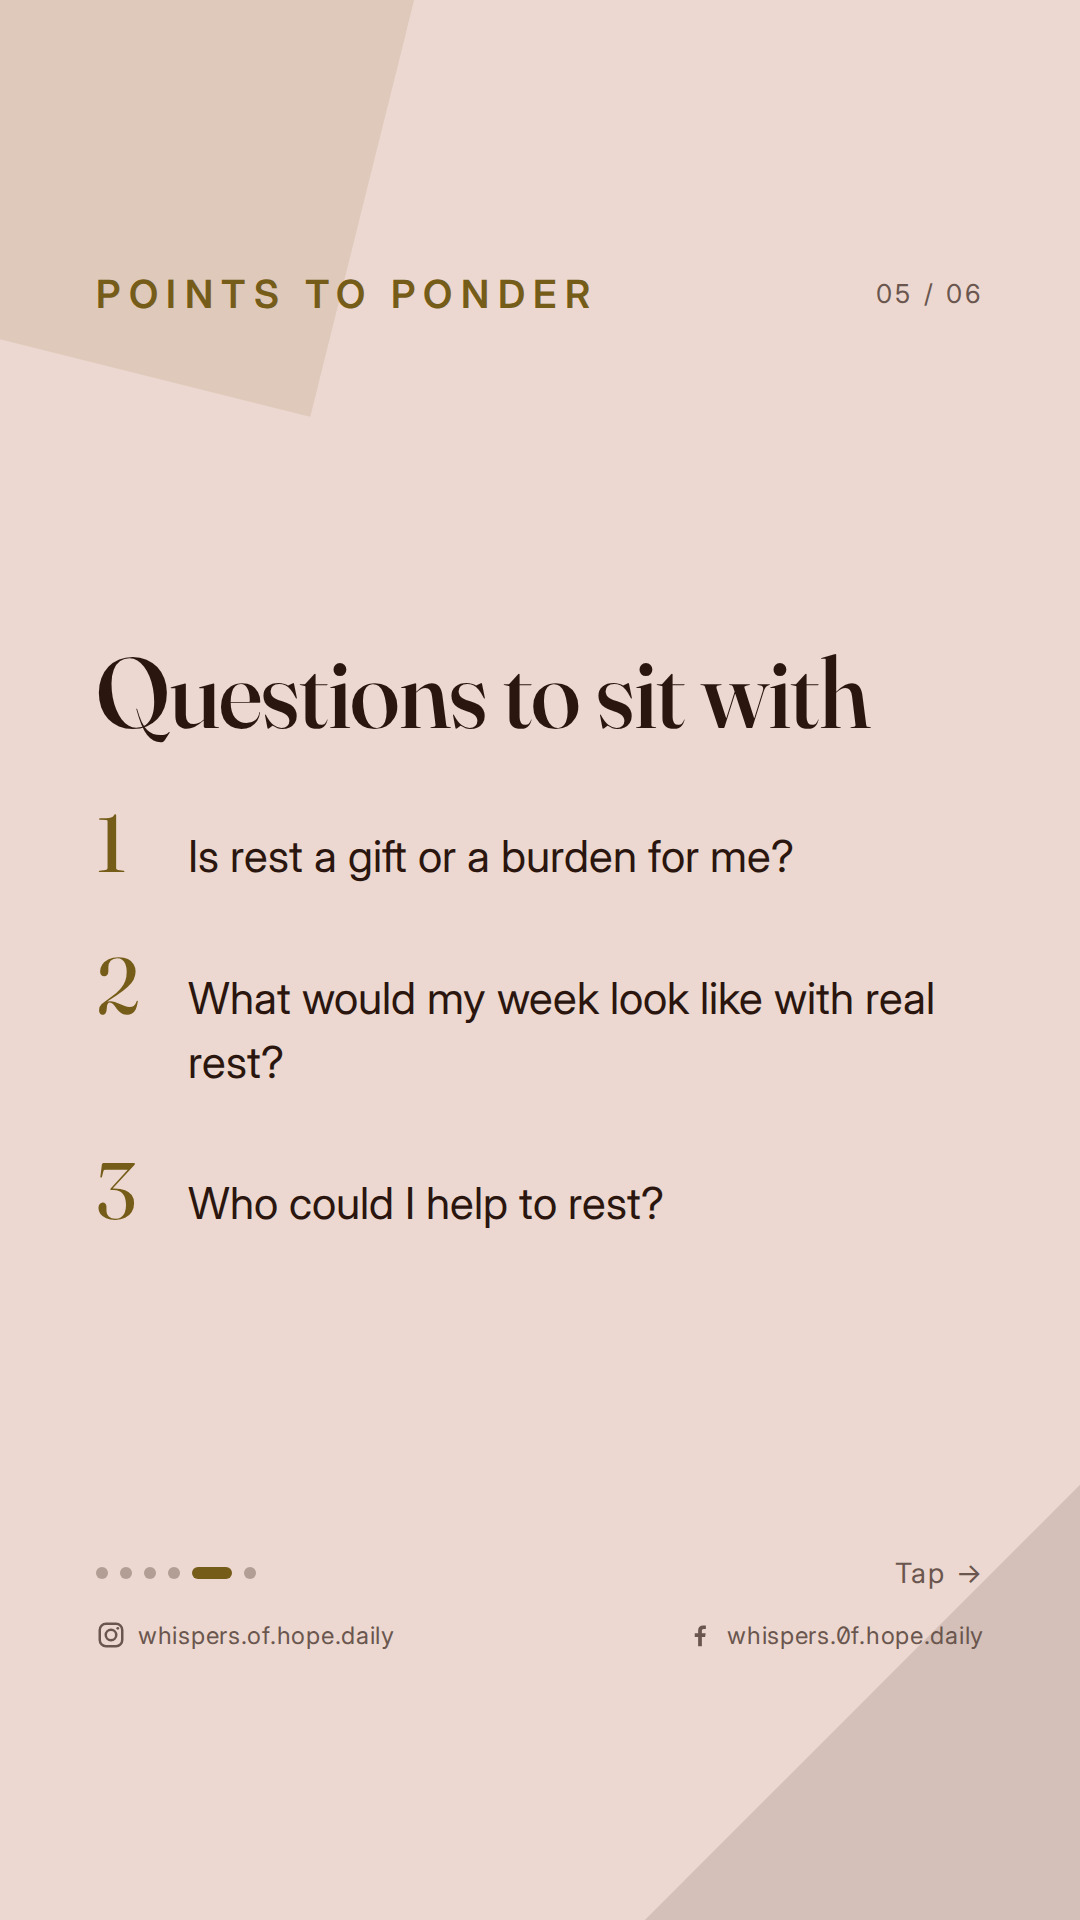 POINTS TO PONDER
05 / 06
Questions to sit with
1 Is rest a gift or a burden for me?
2 What would my week look like with real
rest?
3 Who could I help to rest?
Tap →
whispers.of.hope.daily
whispers.0f.hope.daily